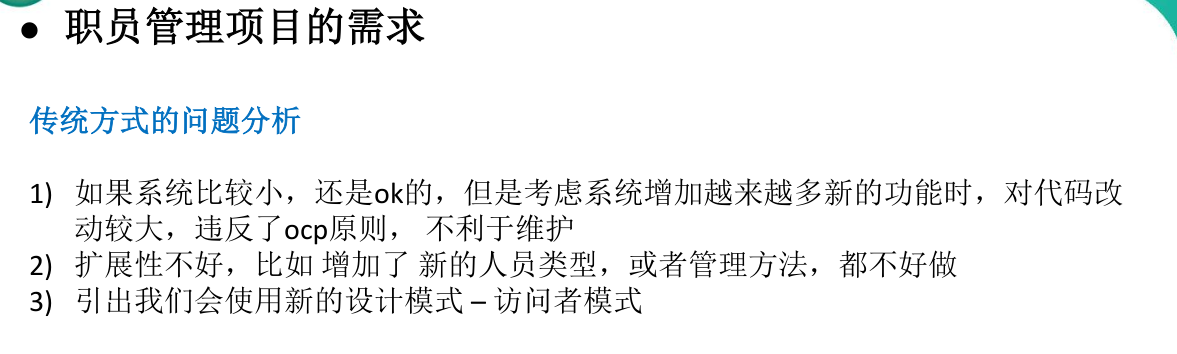 ● 职员管理项目的需求
传统方式的问题分析
1) 如果系统比较小，还是ok的，但是考虑系统增加越来越多新的功能时，对代码改
动较大，违反了ocp原则， 不利于维护
2) 扩展性不好，比如 增加了 新的人员类型，或者管理方法，都不好做
3) 引出我们会使用新的设计模式 – 访问者模式